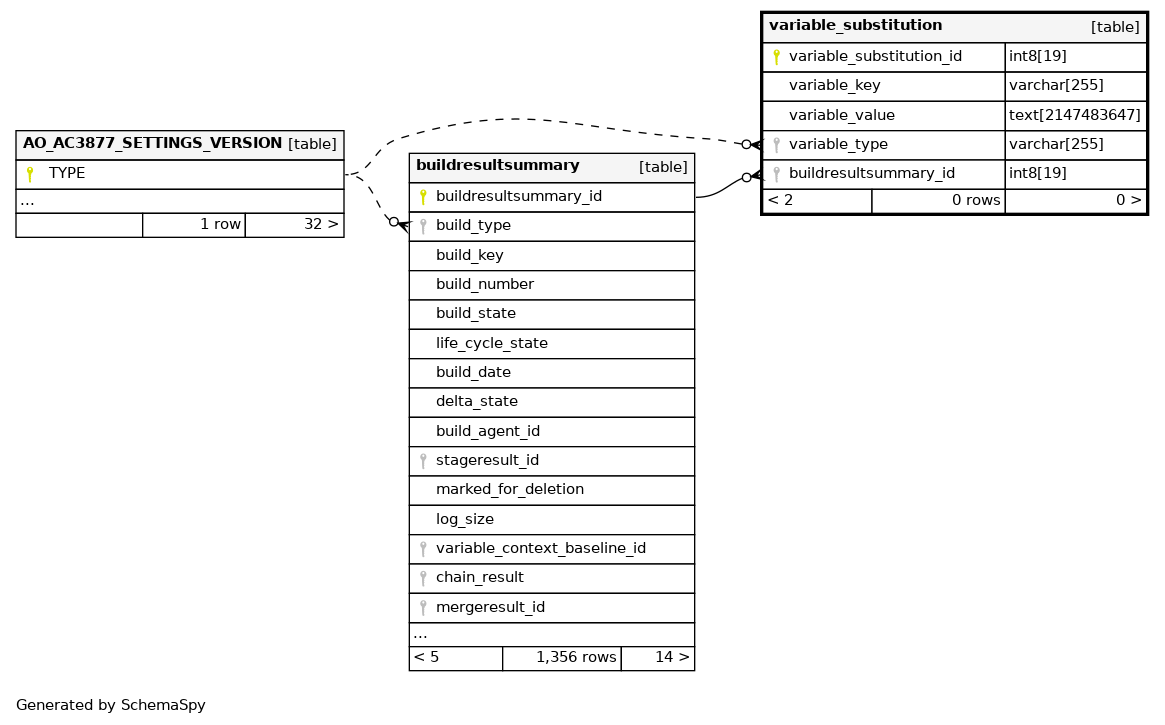 variable_substitution [table]
variable_substitution_id int8[19]
variable_key varchar[255]
variable_value text[2147483647]
variable_type varchar[255]
buildresultsummary_id int8[19]
< 2 0 rows 0 >
AO_AC3877_SETTINGS_VERSION [table]
TYPE
...
1 row 32 >
buildresultsummary [table]
buildresultsummary_id
build_type
build_key
build_number
build_state
life_cycle_state
build_date
delta_state
build_agent_id
stageresult_id
marked_for_deletion
log_size
variable_context_baseline_id
chain_result
mergeresult_id
...
< 5 1,356 rows 14 >
Generated by SchemaSpy